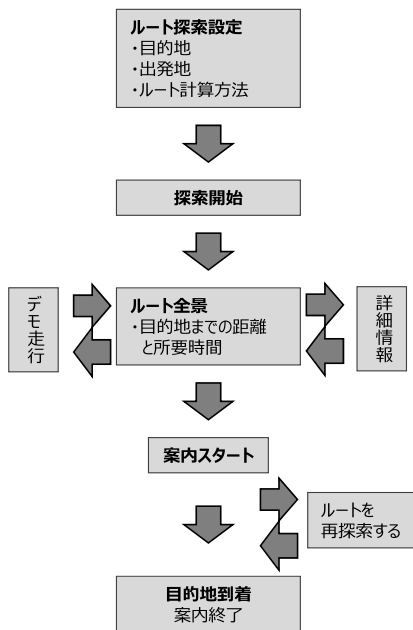 ルート探索設定
・目的地
・出発地
・ルート計算方法
探索開始
デモ走行
ルート全景
・目的地までの距離
と所要時間
詳細情報
案内スタート
ルートを
再探索する
目的地到着
案内終了